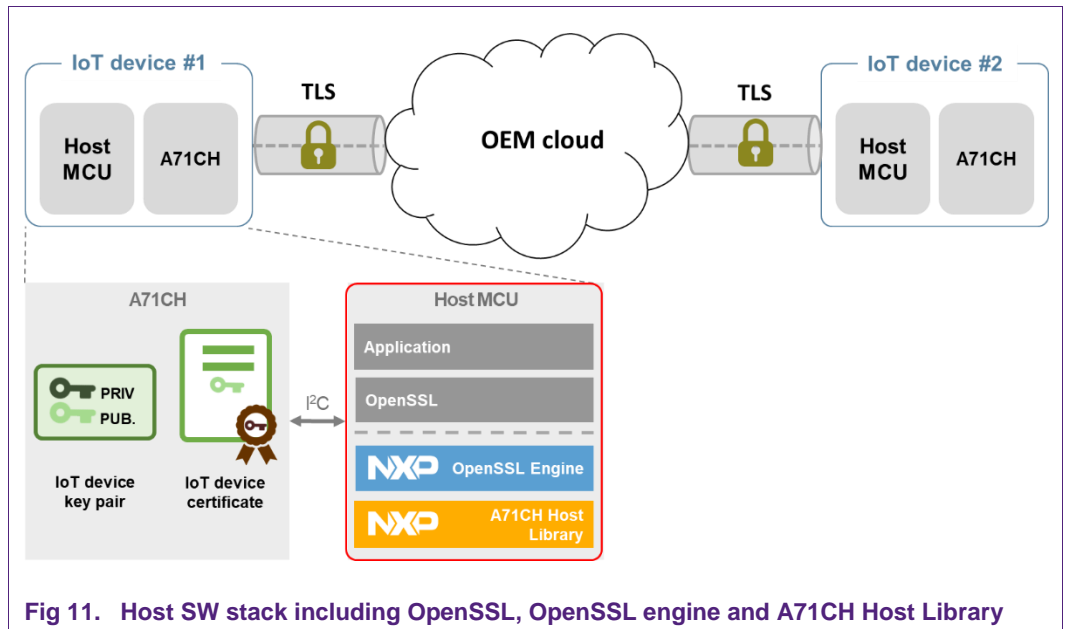 IoT device #1
IoT device #2
TLS
TLS
Host
MCU
A71CH
OEM cloud
Host
MCU
A71CH
A71CH
Host MCU
Application
PRIV
PUB.
I²C
OpenSSL
NXP OpenSSL Engine
IoT device
key pair
IoT device
certificate
NXP A71CH Host
Library
Fig 11. Host SW stack including OpenSSL, OpenSSL engine and A71CH Host Library